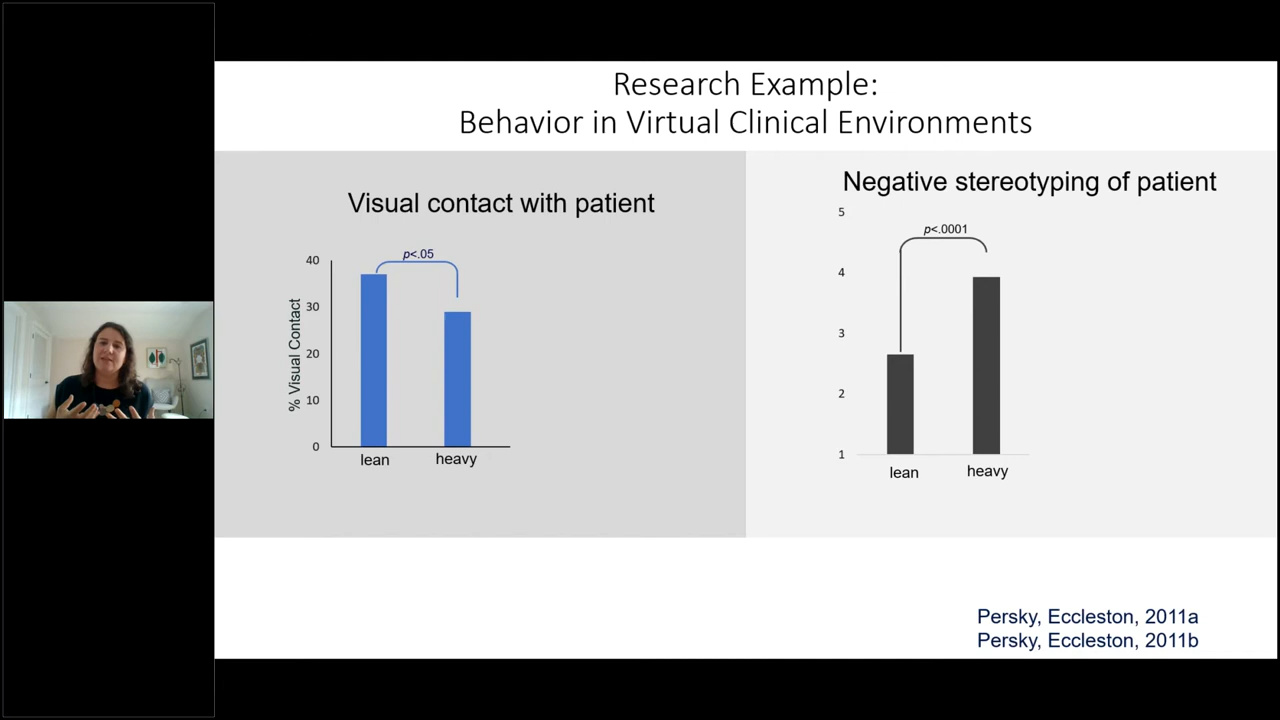 Research Example:
Behavior in Virtual Clinical Environments
Visual contact with patient
p<.05
% Visual Contact
40
30
20
10
0
lean
heavy
Negative stereotyping of patient
p<.0001
5
4
3
2
1
lean
heavy
Persky, Eccleston, 2011a
Persky, Eccleston, 2011b